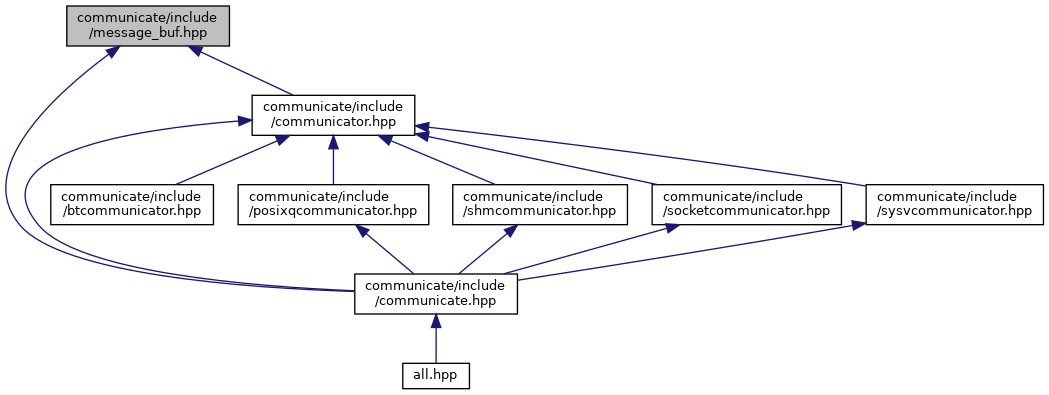 communicate/include
/message_buf.hpp
communicate/include
/communicator.hpp
communicate/include
/btcommunicator.hpp
communicate/include
/posixqcommunicator.hpp
communicate/include
/shmcommunicator.hpp
communicate/include
/socketcommunicator.hpp
communicate/include
/sysvcommunicator.hpp
communicate/include
/communicate.hpp
all.hpp